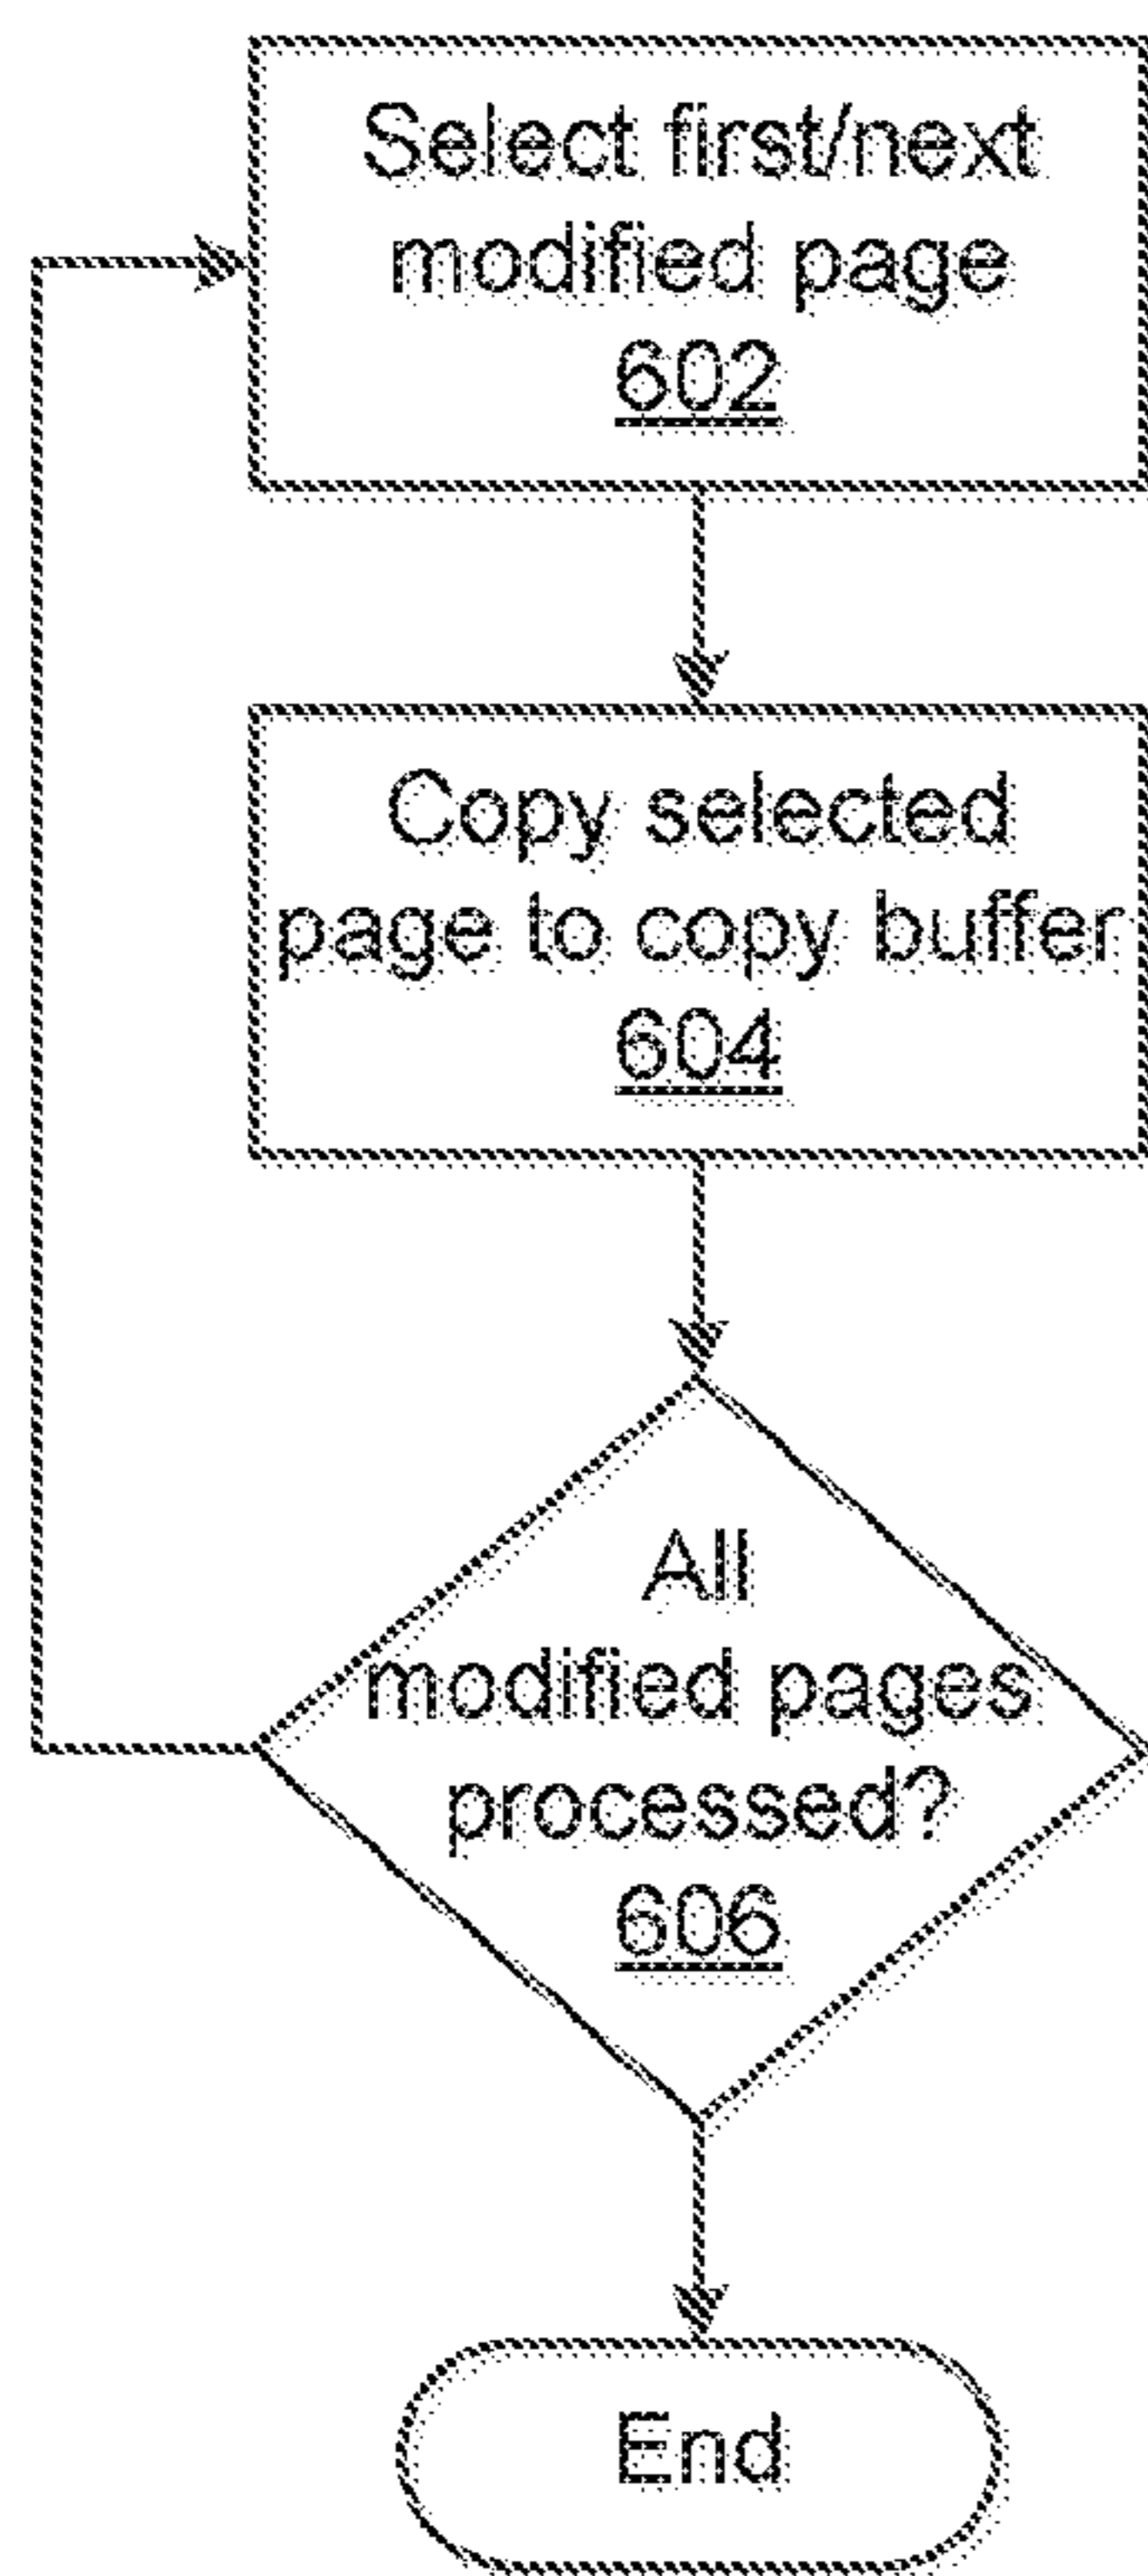 Select first/next
modified page
602
Copy selected
page to copy buffer
604
All
modified pages
processed?
606
End